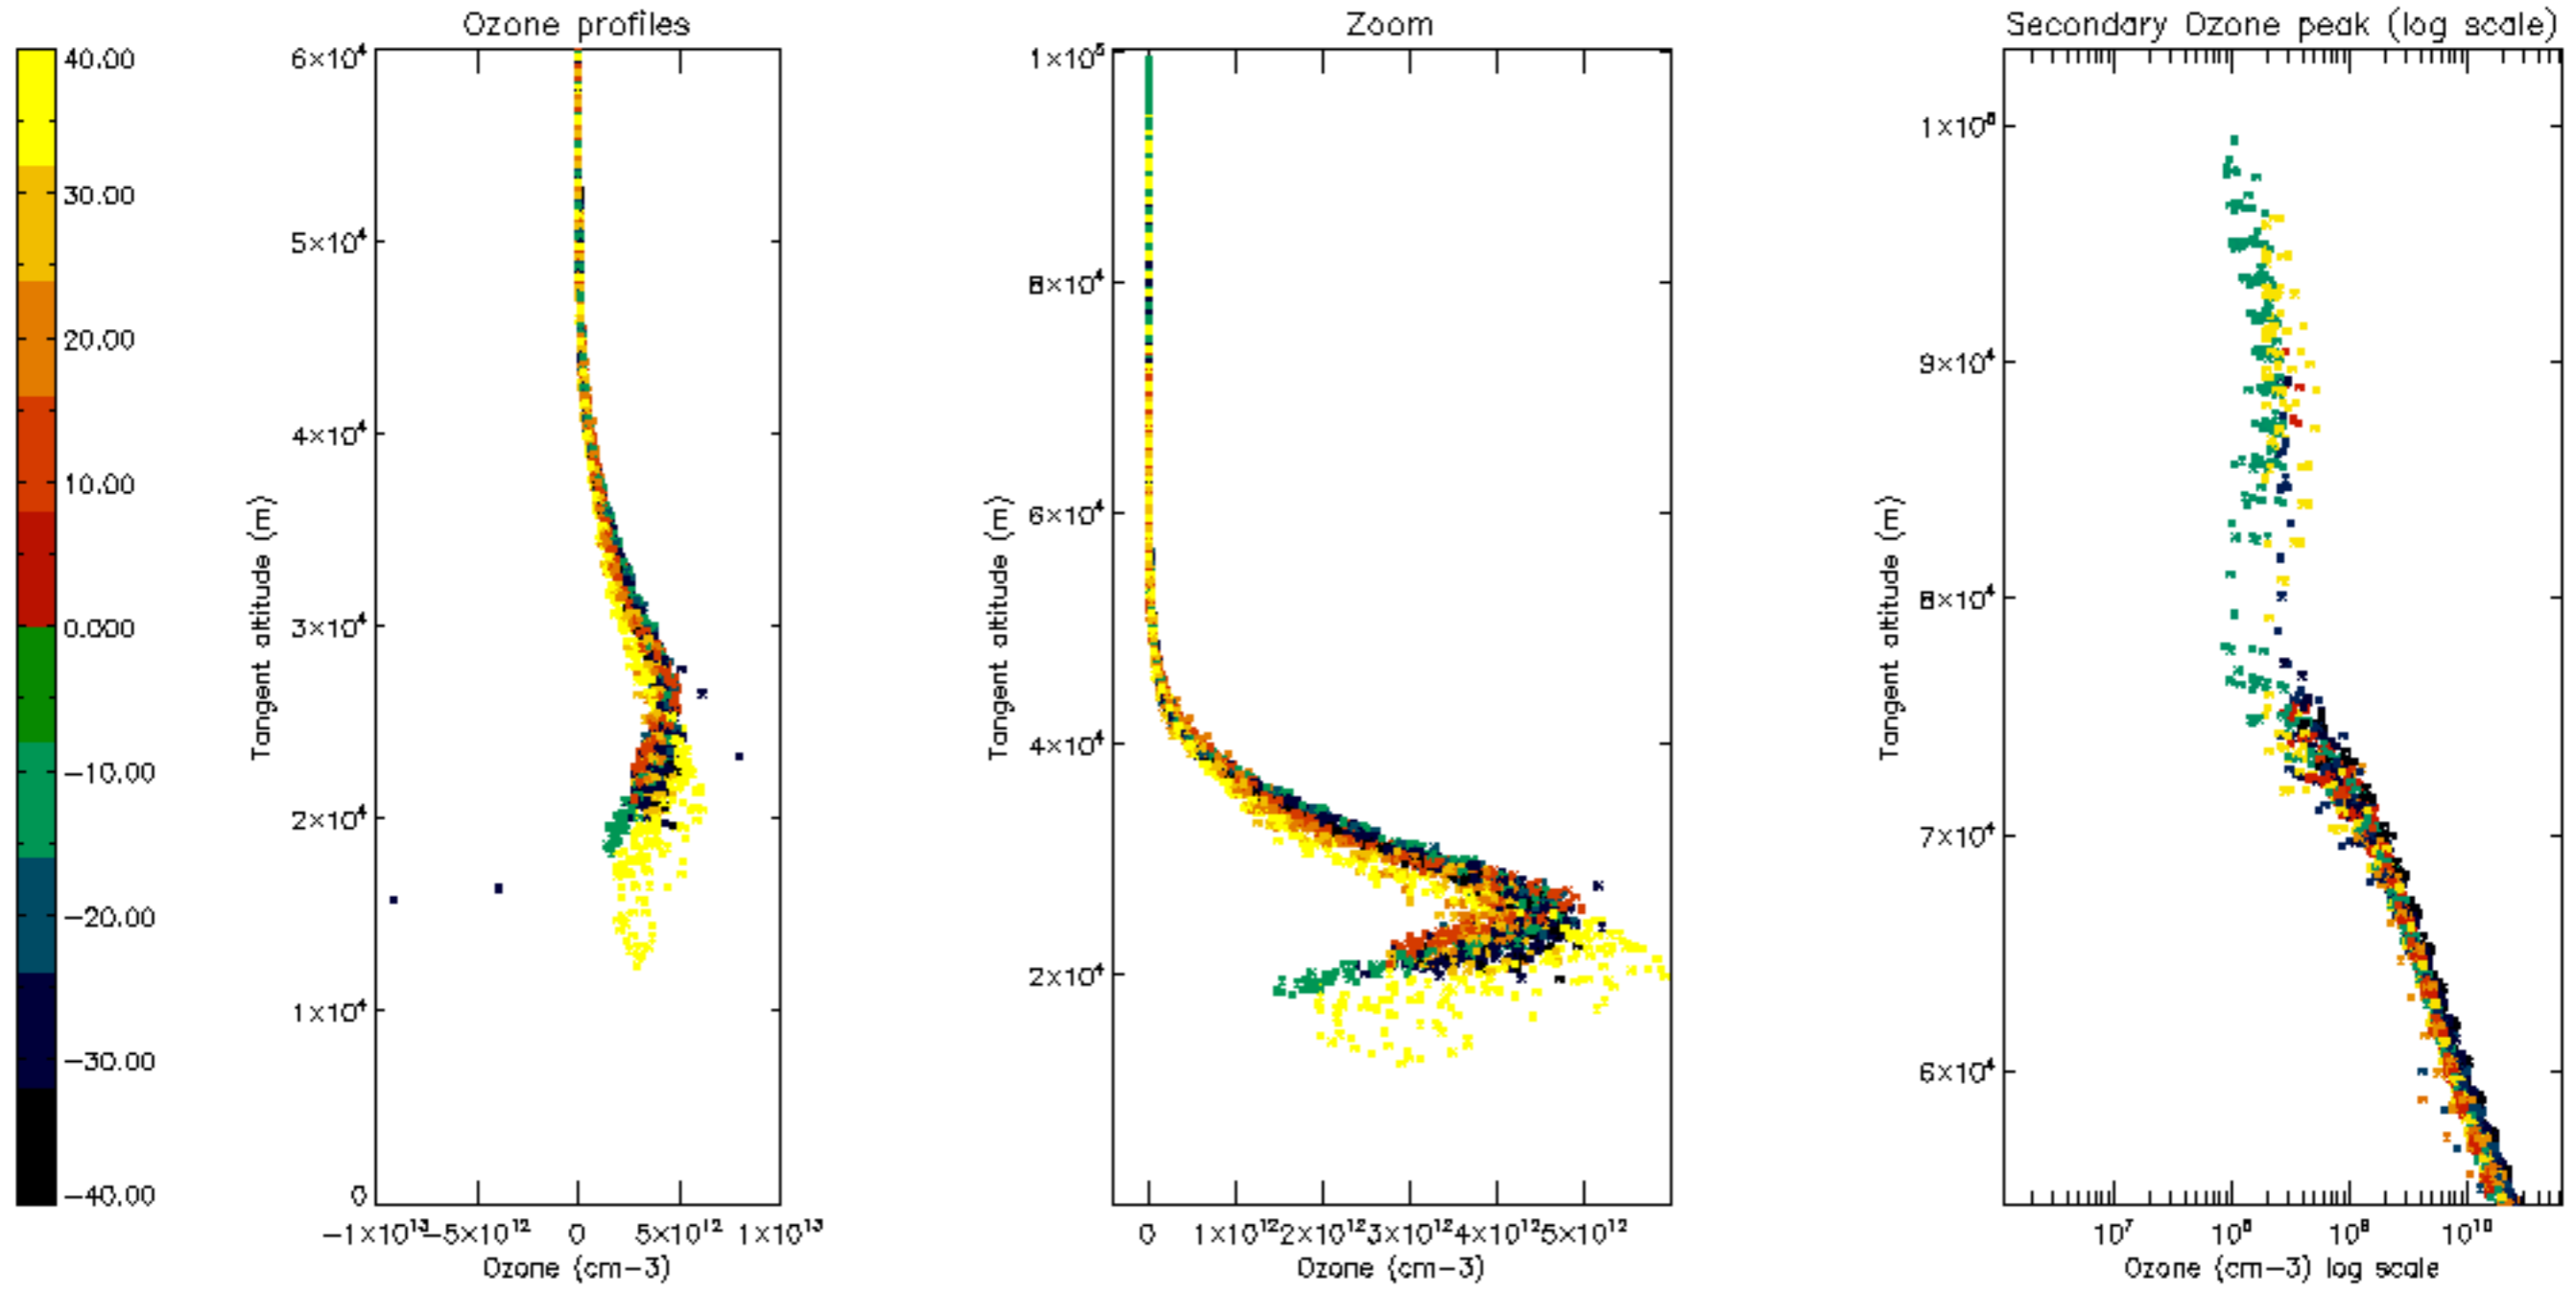 Ozone profiles
Zoom
Secondary Ozone peak (log scale)
40.00
30.00
20.00
10.00
0.000
−10.00
−20.00
−30.00
−40.00
6×10⁴
5×10⁴
4×10⁴
3×10⁴
2×10⁴
1×10⁴
0
Tangent altitude (m)
−1×10¹³ −5×10¹² 0 5×10¹² 1×10¹³
Ozone (cm−3)
1×10⁵
8×10⁴
6×10⁴
4×10⁴
2×10⁴
Tangent altitude (m)
0 1×10¹² 2×10¹² 3×10¹² 4×10¹² 5×10¹²
Ozone (cm−3)
1×10⁵
9×10⁴
8×10⁴
7×10⁴
6×10⁴
Tangent altitude (m)
10⁷ 10⁸ 10⁹ 10¹⁰
Ozone (cm−3) log scale